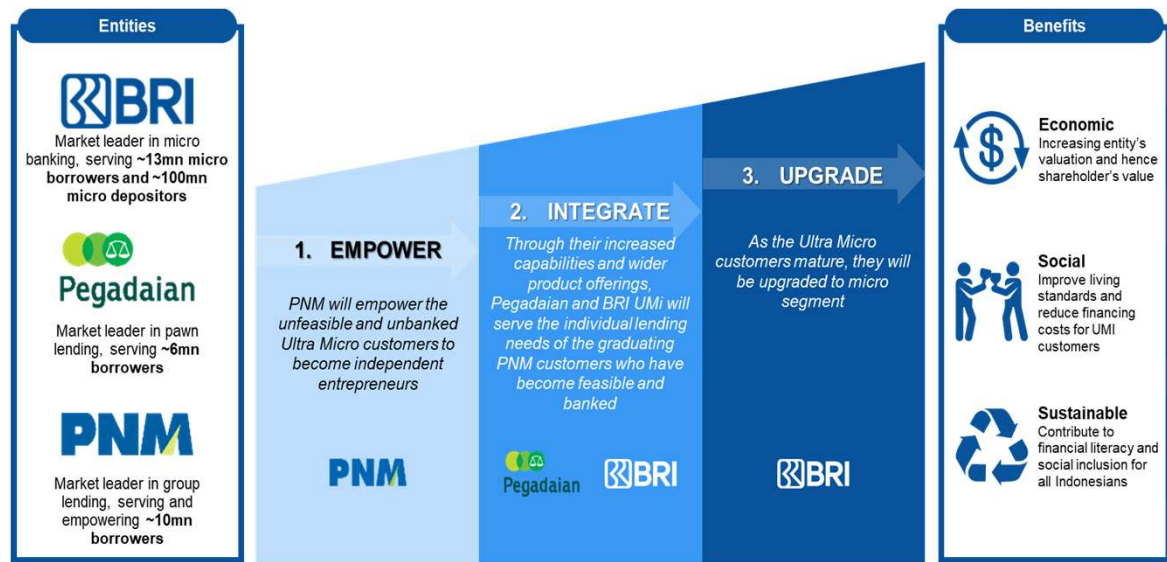 Entities
BRI
Market leader in micro
banking, serving ~13mn micro
borrowers and ~100mn
micro depositors
Pegadaian
Market leader in pawn
lending, serving ~6mn
borrowers
PNM
Market leader in group
lending, serving and
empowering ~10mn
borrowers
1. EMPOWER
PNM will empower the
unfeasible and unbanked
Ultra Micro customers to
become independent
entrepreneurs
PNM
2. INTEGRATE
Through their increased
capabilities and wider
product offerings,
Pegadaian and BRI UMi will
serve the individual lending
needs of the graduating
PNM customers who have
become feasible and
banked
Pegadaian
BRI
3. UPGRADE
As the Ultra Micro
customers mature, they will
be upgraded to micro
segment
BRI
Benefits
$
Economic
Increasing entity's
valuation and hence
shareholder's value
Social
Improve living
standards and
reduce financing
costs for UMI
customers
Sustainable
Contribute to
financial literacy and
social inclusion for
all Indonesians